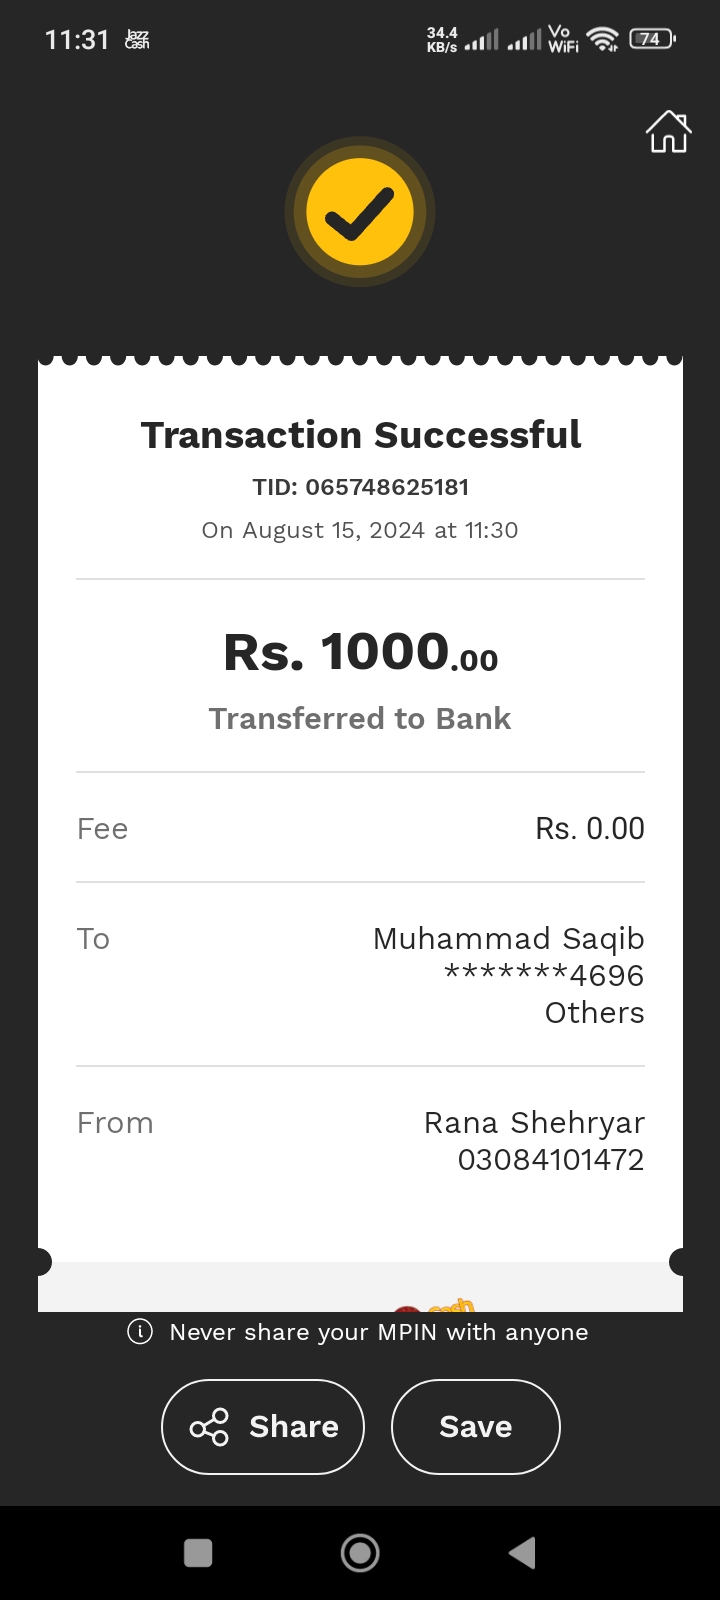 11:31 Jazz Cash 34.4 KB/s Vo WiFi 74
Transaction Successful
TID: 065748625181
On August 15, 2024 at 11:30
Rs. 1000.00
Transferred to Bank
Fee Rs. 0.00
To Muhammad Saqib
*******4696
Others
From Rana Shehryar
03084101472
cash
Never share your MPIN with anyone
Share Save